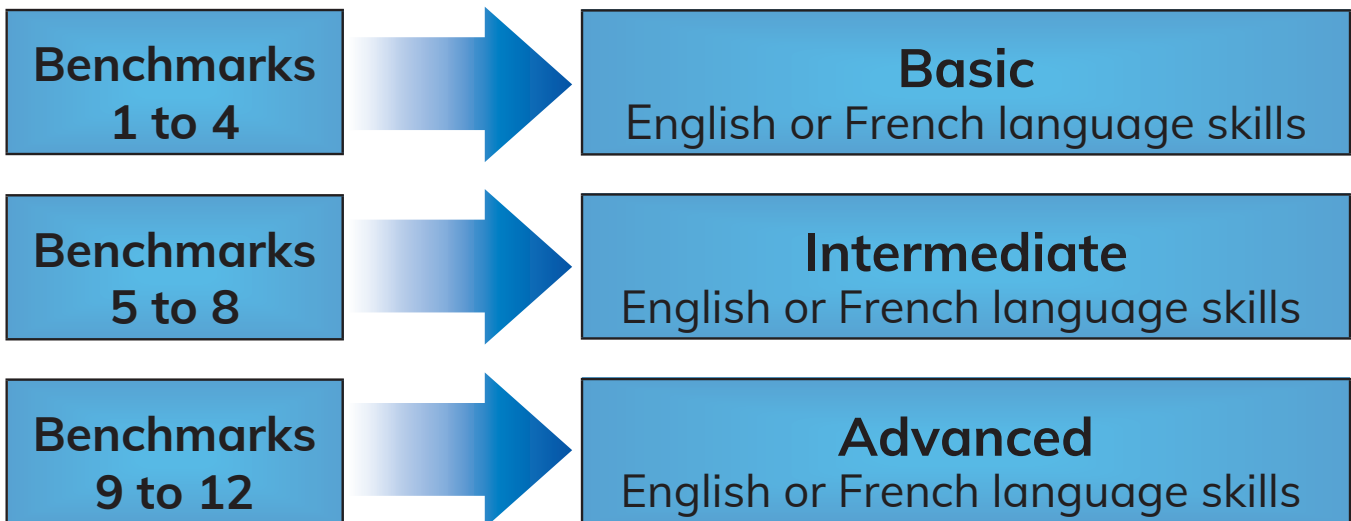 Benchmarks
1 to 4
Basic
English or French language skills
Benchmarks
5 to 8
Intermediate
English or French language skills
Benchmarks
9 to 12
Advanced
English or French language skills